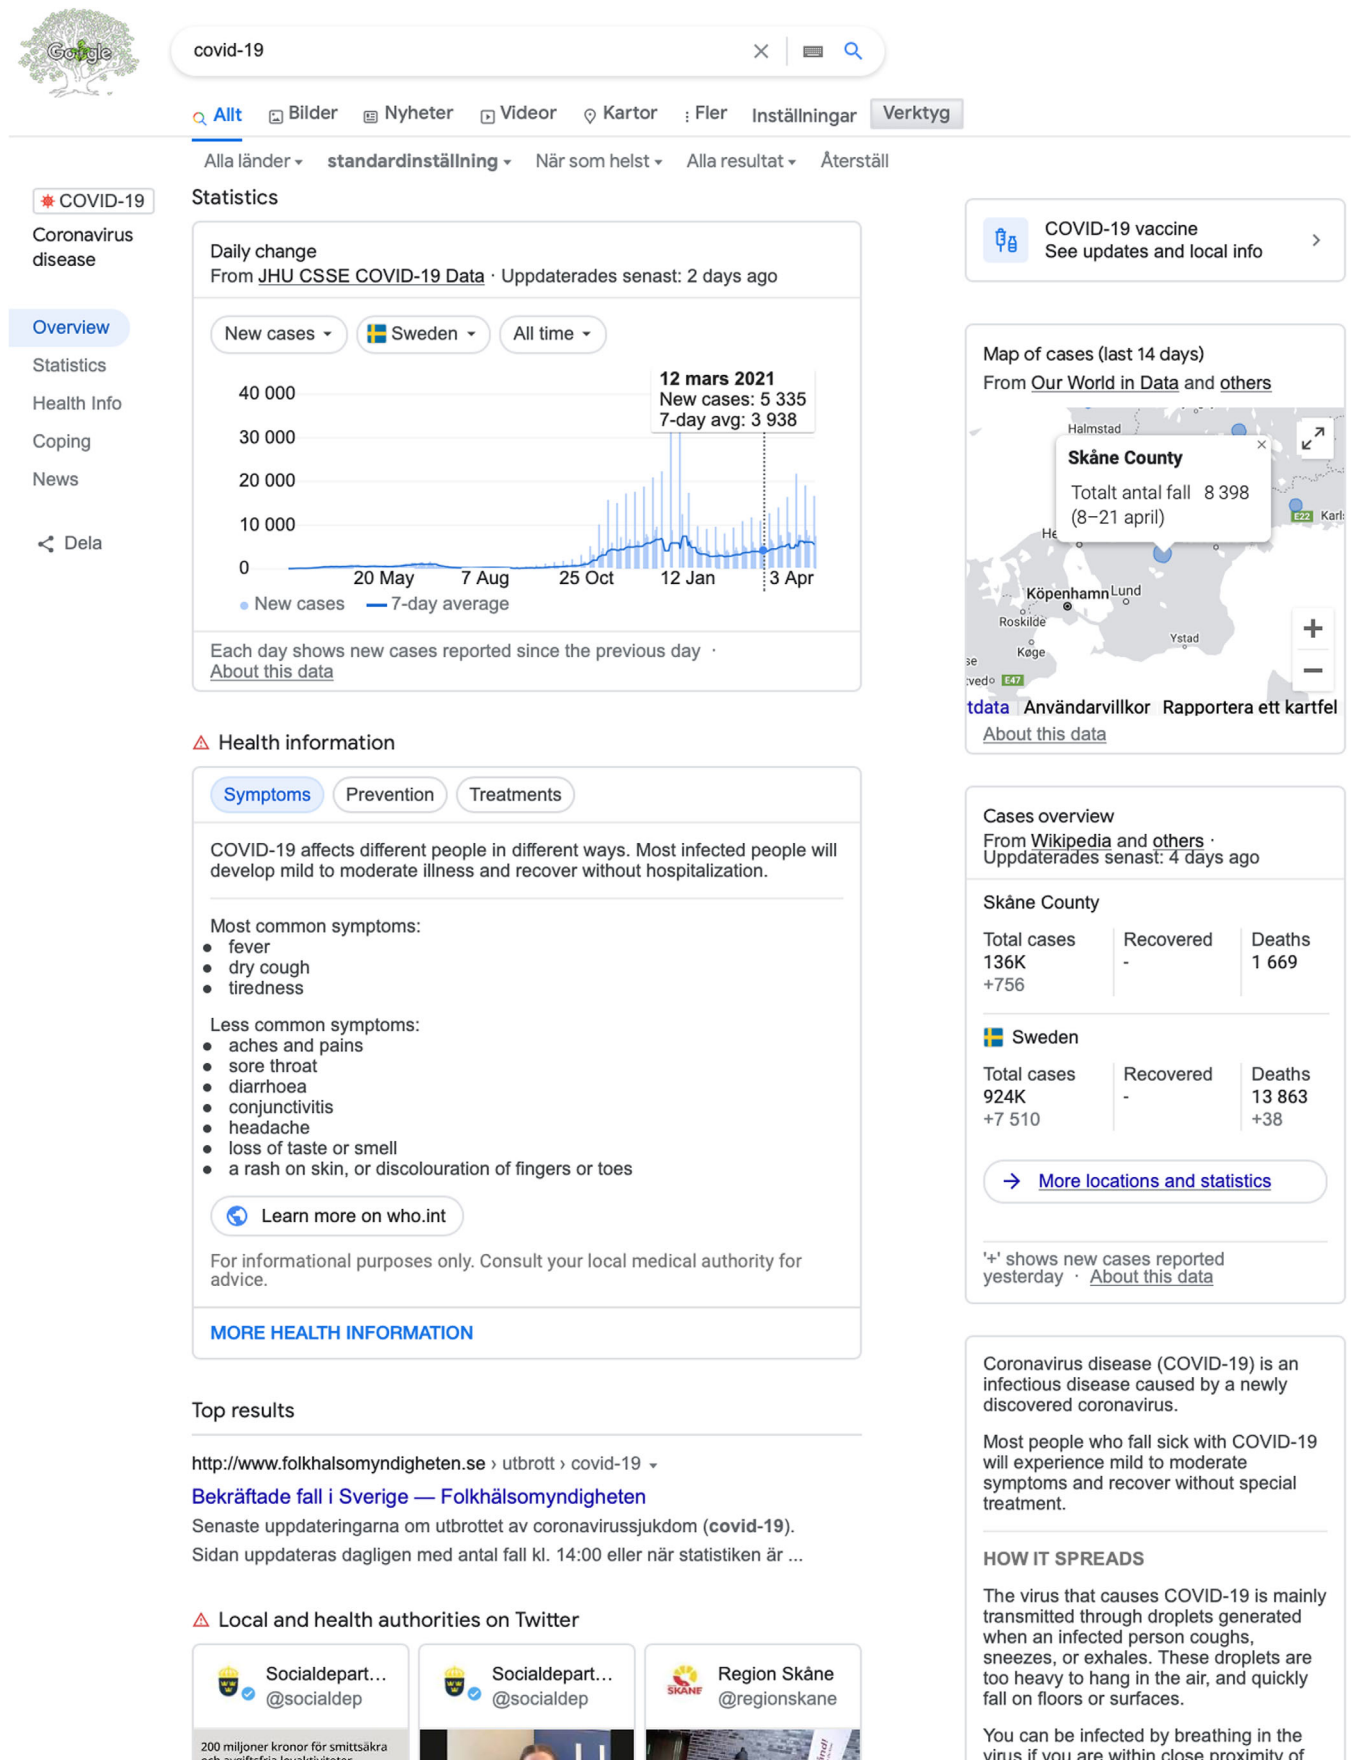 Google
covid-19
Allt
Bilder
Nyheter
Videor
Kartor
Fler
Inställningar
Verktyg
Alla länder
standardinställning
När som helst
Alla resultat
Återställ
COVID-19
Coronavirus
disease
Overview
Statistics
Health Info
Coping
News
Dela
Statistics
Daily change
From JHU CSSE COVID-19 Data · Uppdaterades senast: 2 days ago
New cases
Sweden
All time
12 mars 2021
New cases: 5 335
7-day avg: 3 938
40 000
30 000
20 000
10 000
0
20 May
7 Aug
25 Oct
12 Jan
3 Apr
New cases
7-day average
Each day shows new cases reported since the previous day ·
About this data
Health information
Symptoms
Prevention
Treatments
COVID-19 affects different people in different ways. Most infected people will
develop mild to moderate illness and recover without hospitalization.
Most common symptoms:
• fever
• dry cough
• tiredness
Less common symptoms:
• aches and pains
• sore throat
• diarrhoea
• conjunctivitis
• headache
• loss of taste or smell
• a rash on skin, or discolouration of fingers or toes
Learn more on who.int
For informational purposes only. Consult your local medical authority for
advice.
MORE HEALTH INFORMATION
Top results
http://www.folkhalsomyndigheten.se › utbrott › covid-19
Bekräftade fall i Sverige — Folkhälsomyndigheten
Senaste uppdateringarna om utbrottet av coronavirussjukdom (covid-19).
Sidan uppdateras dagligen med antal fall kl. 14:00 eller när statistiken är ...
Local and health authorities on Twitter
Socialdepart...
@socialdep
200 miljoner kronor för smittsäkra
Socialdepart...
@socialdep
SKÅNE
Region Skåne
@regionskane
COVID-19 vaccine
See updates and local info
Map of cases (last 14 days)
From Our World in Data and others
Halmstad
Skåne County
Totalt antal fall 8 398
(8–21 april)
E22
Karls
He
Köpenhamn
Lund
Roskilde
Køge
Ystad
se
tved
E47
tdata
Användarvillkor
Rapportera ett kartfel
About this data
Cases overview
From Wikipedia and others ·
Uppdaterades senast: 4 days ago
Skåne County
Total cases
136K
+756
Recovered
-
Deaths
1 669
Sweden
Total cases
924K
+7 510
Recovered
-
Deaths
13 863
+38
More locations and statistics
'+' shows new cases reported
yesterday · About this data
Coronavirus disease (COVID-19) is an
infectious disease caused by a newly
discovered coronavirus.
Most people who fall sick with COVID-19
will experience mild to moderate
symptoms and recover without special
treatment.
HOW IT SPREADS
The virus that causes COVID-19 is mainly
transmitted through droplets generated
when an infected person coughs,
sneezes, or exhales. These droplets are
too heavy to hang in the air, and quickly
fall on floors or surfaces.
You can be infected by breathing in the
virus if you are within close proximity of